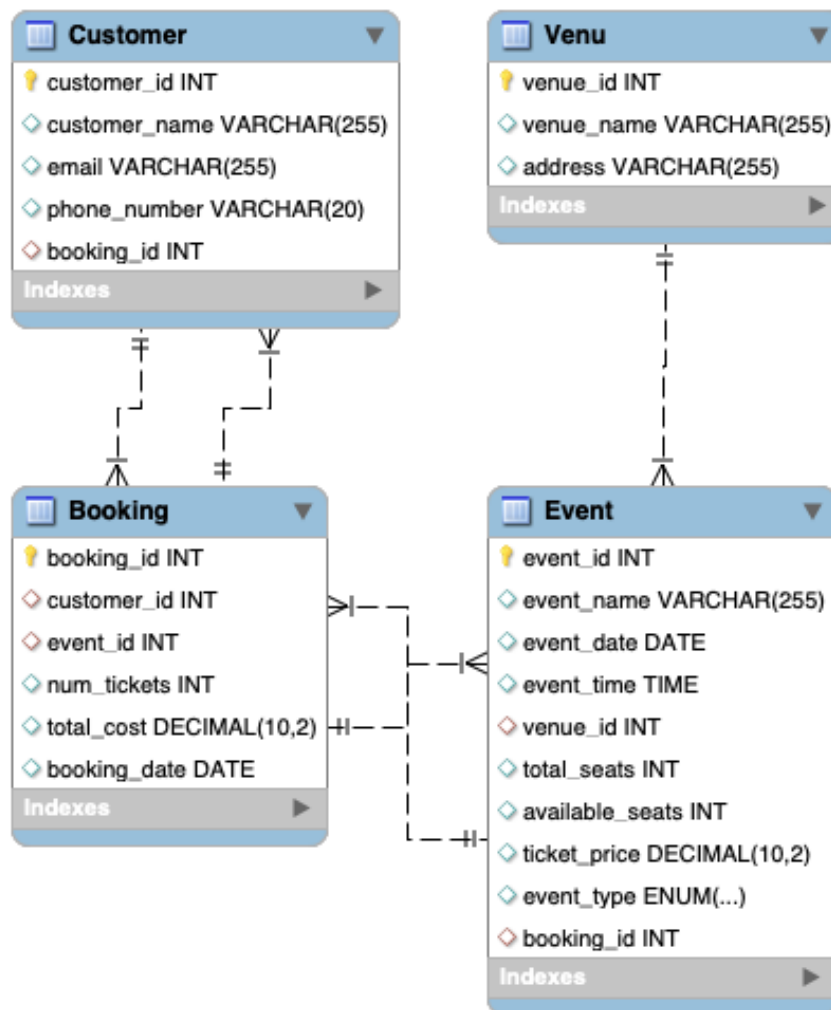 Customer
customer_id INT
customer_name VARCHAR(255)
email VARCHAR(255)
phone_number VARCHAR(20)
booking_id INT
Indexes
Venu
venue_id INT
venue_name VARCHAR(255)
address VARCHAR(255)
Indexes
Booking
booking_id INT
customer_id INT
event_id INT
num_tickets INT
total_cost DECIMAL(10,2)
booking_date DATE
Indexes
Event
event_id INT
event_name VARCHAR(255)
event_date DATE
event_time TIME
venue_id INT
total_seats INT
available_seats INT
ticket_price DECIMAL(10,2)
event_type ENUM(...)
booking_id INT
Indexes